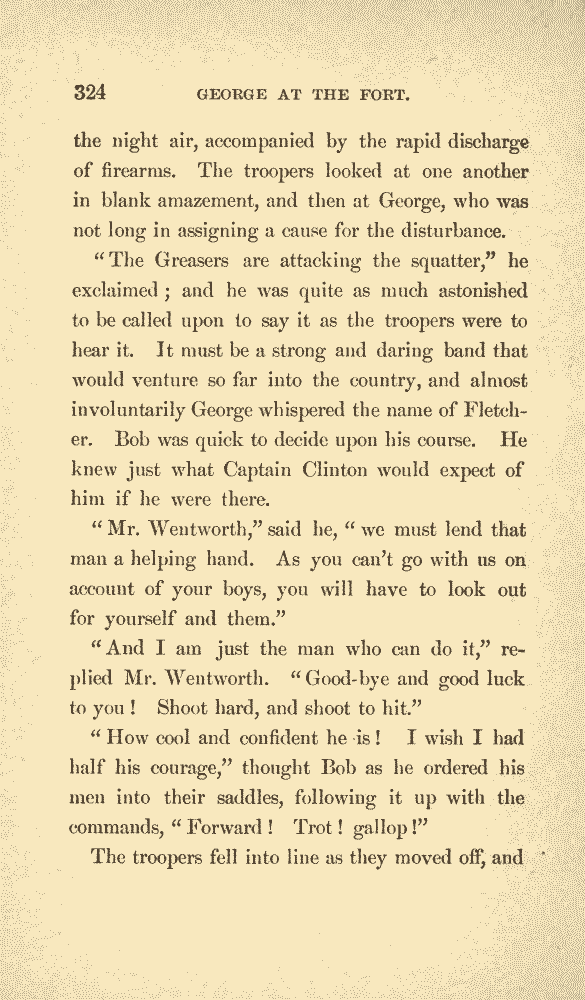 324 GEORGE AT THE FORT.
the night air, accompanied by the rapid discharge
of firearms. The troopers looked at one another
in blank amazement, and then at George, who was
not long in assigning a cause for the disturbance.
“The Greasers are attacking the squatter,” he
exclaimed ; and he was quite as much astonished
to be called upon to say it as the troopers were to
hear it. It must be a strong and daring band that
would venture so far into the country, and almost
involuntarily George whispered the name of Fletch-
er. Bob was quick to decide upon his course. He
knew just what Captain Clinton would expect of
him if he were there.
“ Mr. Wentworth,” said he, “ we must lend that
man a helping hand. As you can’t go with us on
account of your boys, you will have to look out
for yourself and them.”
“And I am just the man who can do it,” re-
plied Mr. Wentworth. “Good-bye and good luck
to you ! Shoot hard, and shoot to hit.”
“ How cool and confident he is ! I wish I had
half his courage,” thought Bob as he ordered his
men into their saddles, following it up with the
commands, “ Forward ! Trot ! gallop !”
The troopers fell into line as they moved off, and